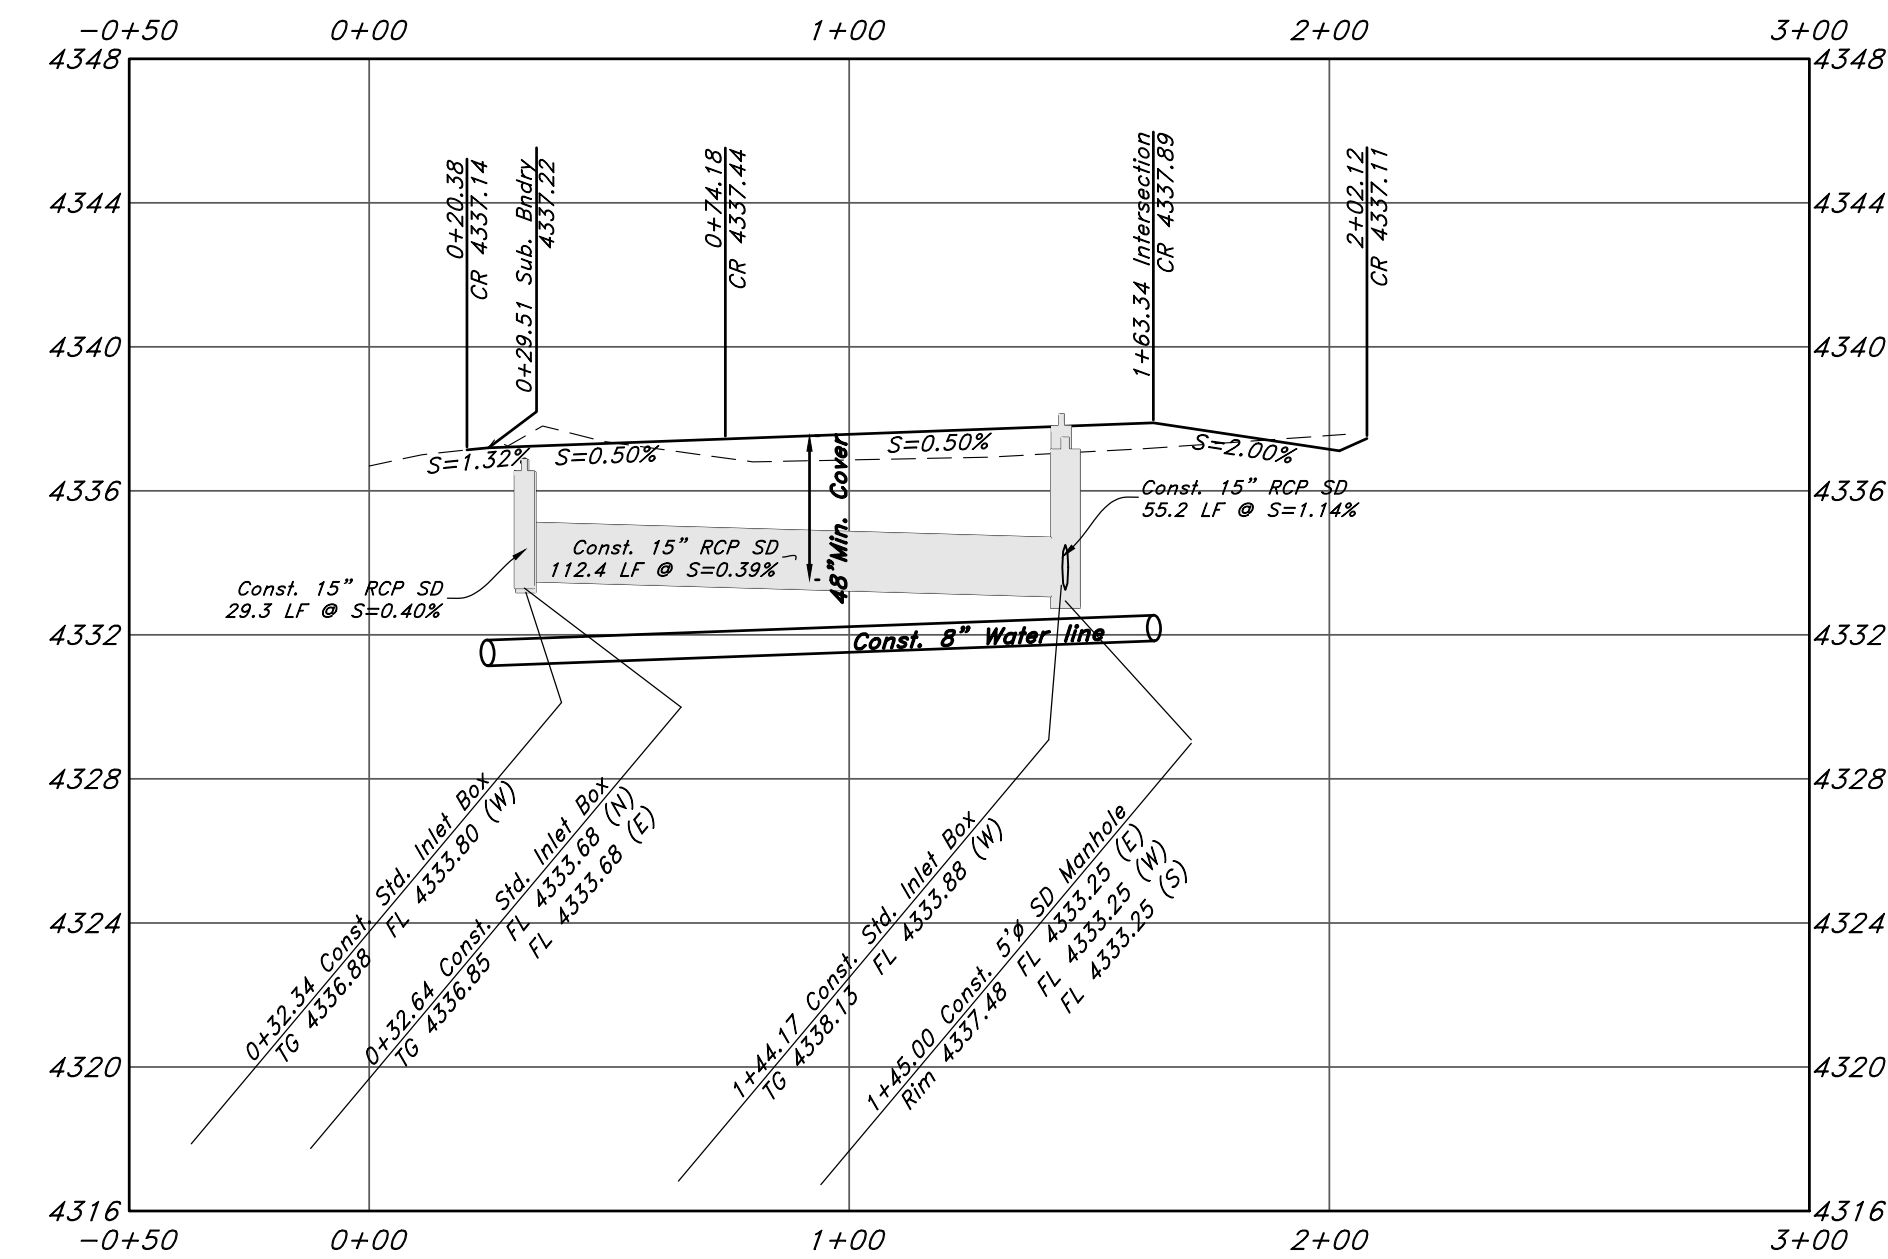 -0+50 0+00 1+00 2+00 3+00
4348 4348
4344 4344
4340 4340
4336 4336
4332 4332
4328 4328
4324 4324
4320 4320
4316 4316
-0+50 0+00 1+00 2+00 3+00
0+20.38
CR 4337.14
0+29.51 Sub. Bndry
4337.22
0+74.18
CR 4337.44
1+63.34 Intersection
CR 4337.89
2+02.12
CR 4337.11
S=1.32%
S=0.50%
S=0.50%
S=2.00%
48" Min. Cover
Const. 15" RCP SD
55.2 LF @ S=1.14%
Const. 15" RCP SD
112.4 LF @ S=0.39%
Const. 15" RCP SD
29.3 LF @ S=0.40%
Const. 8" Water line
0+32.34 Const. Std. Inlet Box
TG 4336.88 FL 4333.80 (W)
0+32.64 Const. Std. Inlet Box
TG 4336.85 FL 4333.68 (N)
FL 4333.68 (E)
1+44.17 Const. Std. Inlet Box
TG 4338.13 FL 4333.88 (W)
1+45.00 Const. 5'ø SD Manhole
Rim 4337.48 FL 4333.25 (E)
FL 4333.25 (W)
FL 4333.25 (S)